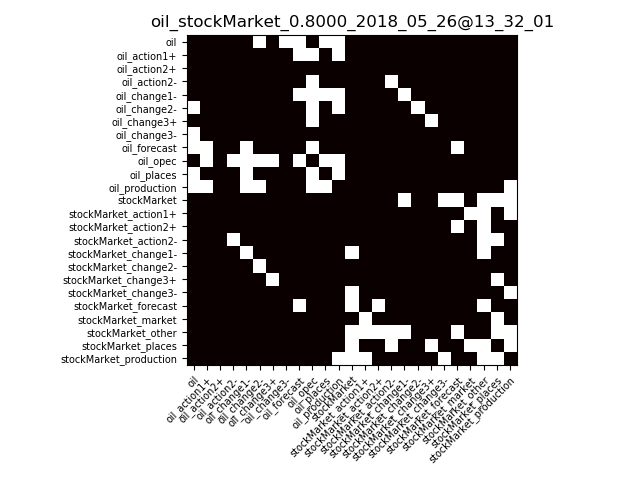 oil_stockMarket_0.8000_2018_05_26@13_32_01
oil
oil_action1+
oil_action2+
oil_action2-
oil_change1-
oil_change2-
oil_change3+
oil_change3-
oil_forecast
oil_opec
oil_places
oil_production
stockMarket
stockMarket_action1+
stockMarket_action2+
stockMarket_action2-
stockMarket_change1-
stockMarket_change2-
stockMarket_change3+
stockMarket_change3-
stockMarket_forecast
stockMarket_market
stockMarket_other
stockMarket_places
stockMarket_production
oil
oil_action1+
oil_action2+
oil_action2-
oil_change1-
oil_change2-
oil_change3+
oil_change3-
oil_forecast
oil_opec
oil_places
oil_production
stockMarket
stockMarket_action1+
stockMarket_action2+
stockMarket_action2-
stockMarket_change1-
stockMarket_change2-
stockMarket_change3+
stockMarket_change3-
stockMarket_forecast
stockMarket_market
stockMarket_other
stockMarket_places
stockMarket_production